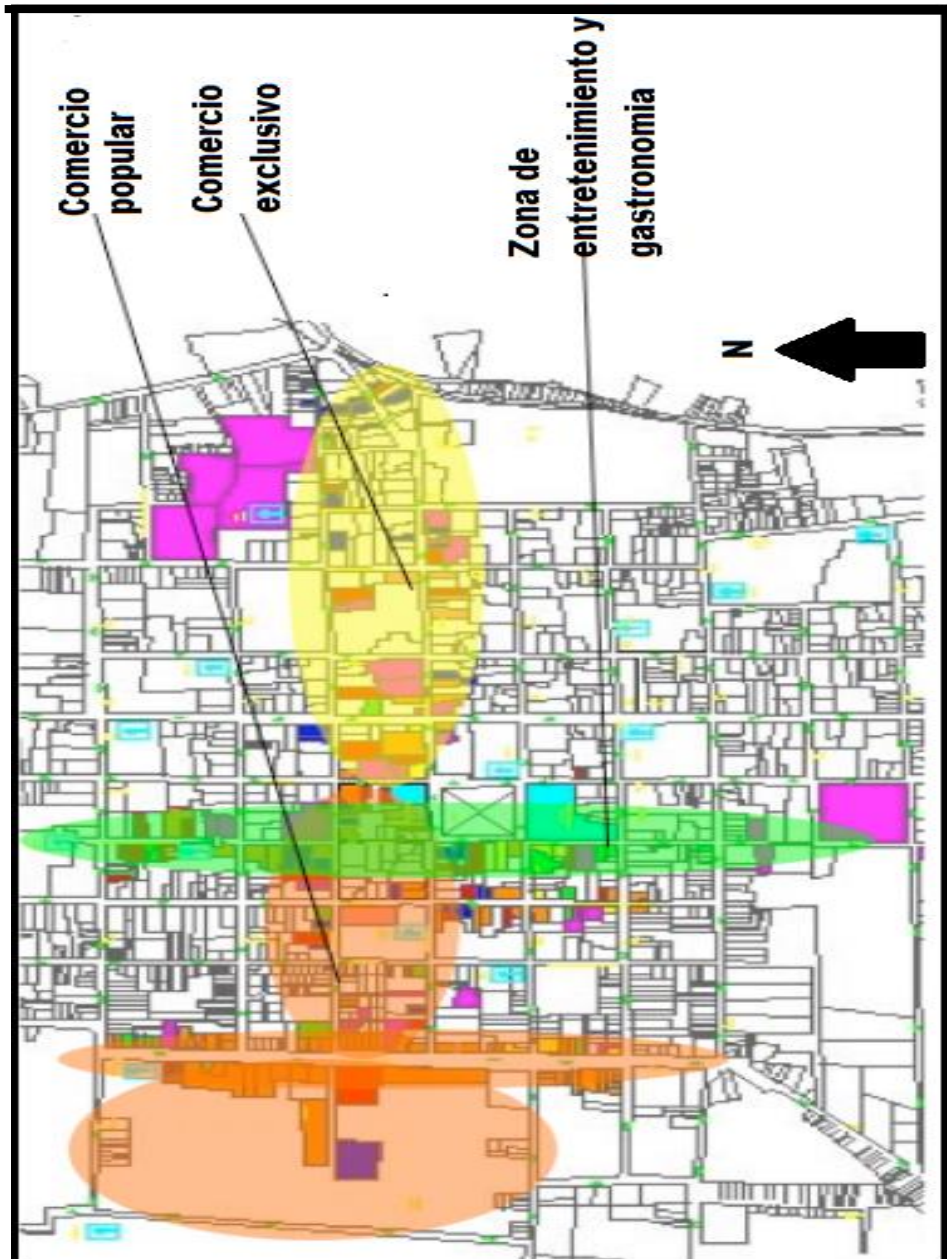 Comercio
popular
Comercio
exclusivo
Zona de
entretenimiento y
gastronomia
N